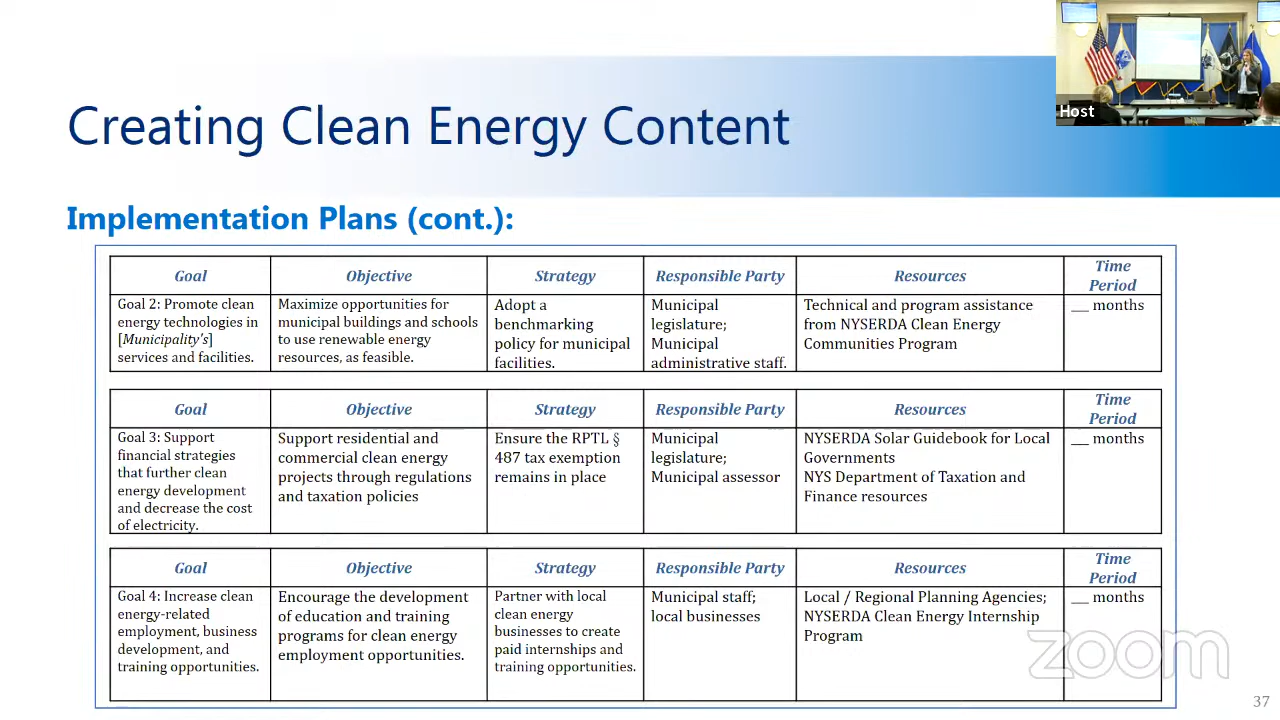 Host
Creating Clean Energy Content
Implementation Plans (cont.):
Goal
Objective
Strategy
Responsible Party
Resources
Time
Period
Goal 2: Promote clean
energy technologies in
[Municipality's]
services and facilities.
Maximize opportunities for
municipal buildings and schools
to use renewable energy
resources, as feasible.
Adopt a
benchmarking
policy for municipal
facilities.
Municipal
legislature;
Municipal
administrative staff.
Technical and program assistance
from NYSERDA Clean Energy
Communities Program
___ months
Goal
Objective
Strategy
Responsible Party
Resources
Time
Period
Goal 3: Support
financial strategies
that further clean
energy development
and decrease the cost
of electricity.
Support residential and
commercial clean energy
projects through regulations
and taxation policies
Ensure the RPTL §
487 tax exemption
remains in place
Municipal
legislature;
Municipal assessor
NYSERDA Solar Guidebook for Local
Governments
NYS Department of Taxation and
Finance resources
___ months
Goal
Objective
Strategy
Responsible Party
Resources
Time
Period
Goal 4: Increase clean
energy-related
employment, business
development, and
training opportunities.
Encourage the development
of education and training
programs for clean energy
employment opportunities.
Partner with local
clean energy
businesses to create
paid internships and
training opportunities.
Municipal staff;
local businesses
Local / Regional Planning Agencies;
NYSERDA Clean Energy Internship
Program
___ months
zoom
37